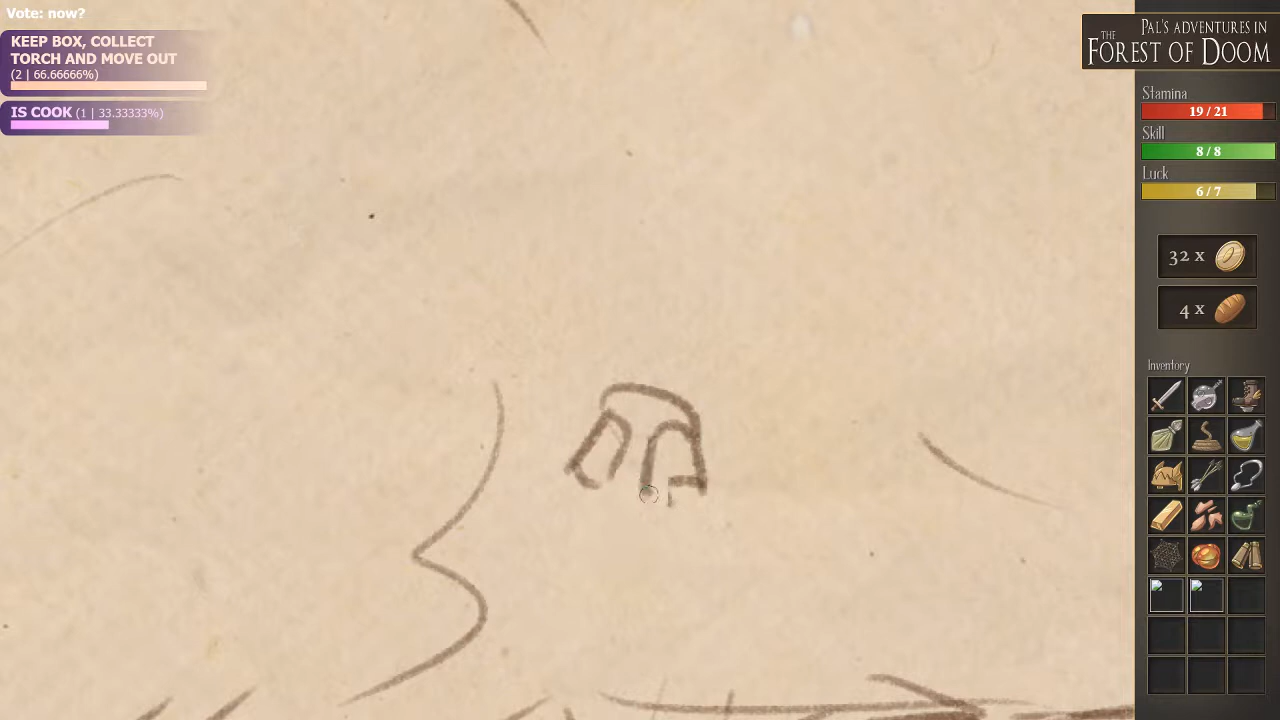 Vote: now?
KEEP BOX, COLLECT
TORCH AND MOVE OUT
(2 | 66.66666%)
IS COOK (1 | 33.33333%)
PAL'S ADVENTURES IN
THE FOREST OF DOOM
Stamina
19 / 21
Skill
8 / 8
Luck
6 / 7
32 x
4 x
Inventory